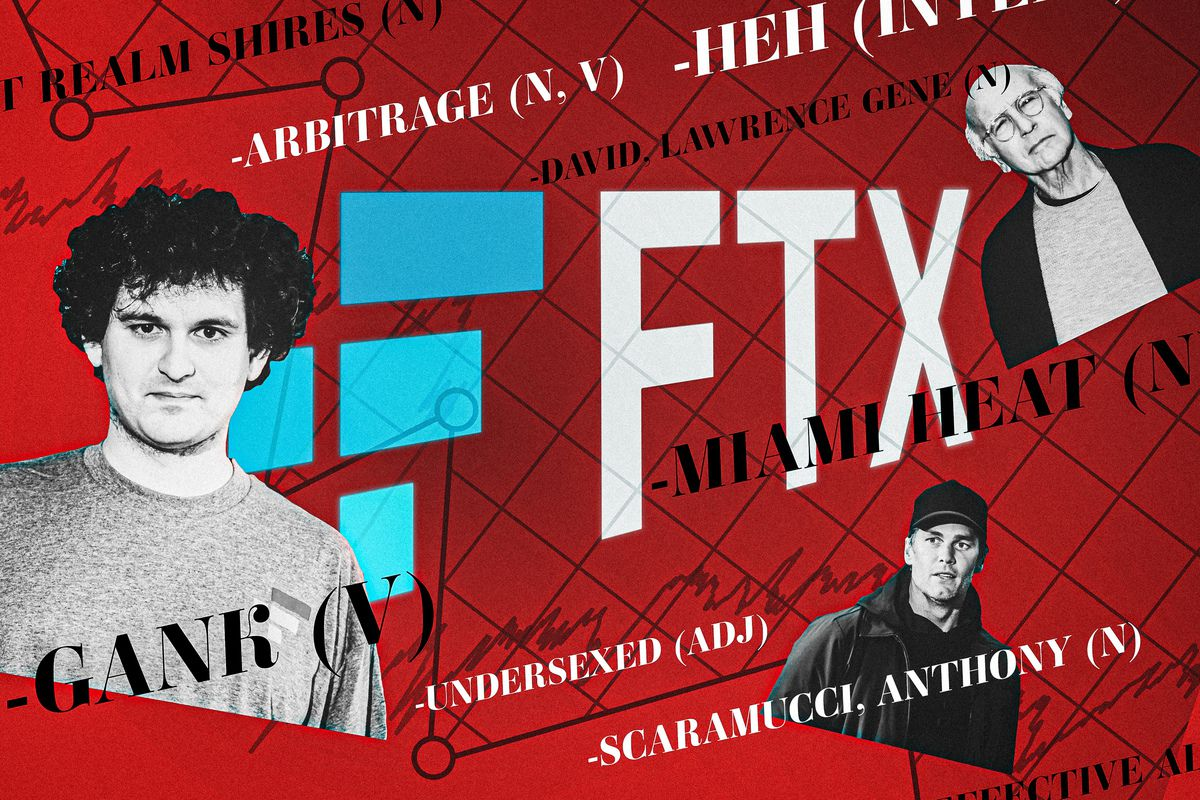 T REALM SHIRES (N)
-HEH
-ARBITRAGE (N, V)
-DAVID, LAWRENCE GENE (N)
FTX
-MIAMI HEAT (N
-GANK (V)
-UNDERSEXED (ADJ)
-SCARAMUCCI, ANTHONY (N)